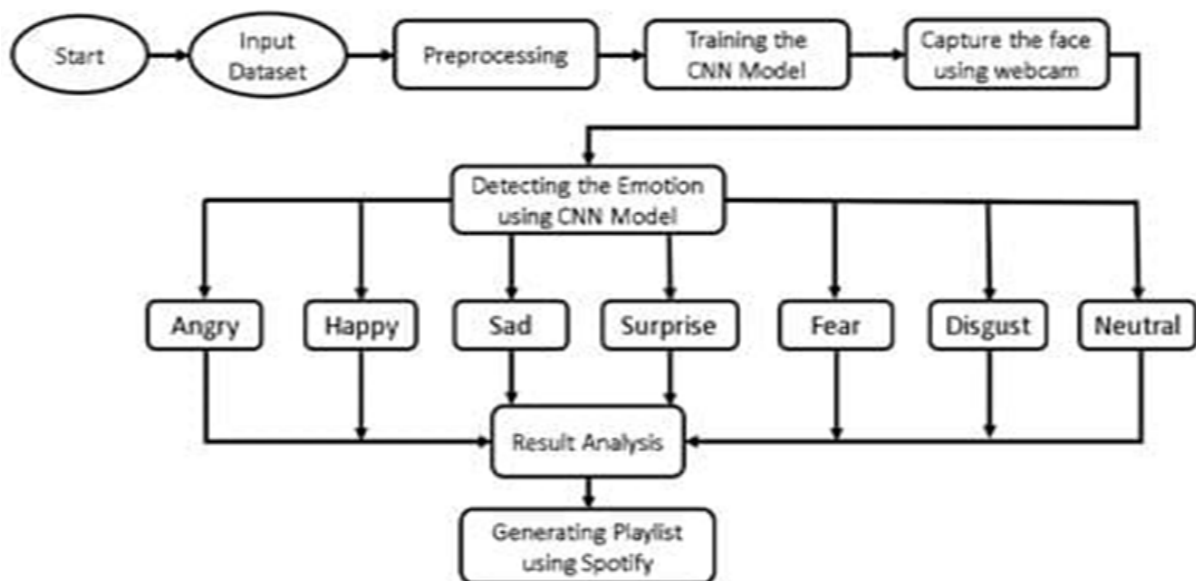 Start
Input
Dataset
Preprocessing
Training the
CNN Model
Capture the face
using webcam
Detecting the Emotion
using CNN Model
Angry
Happy
Sad
Surprise
Fear
Disgust
Neutral
Result Analysis
Generating Playlist
using Spotify